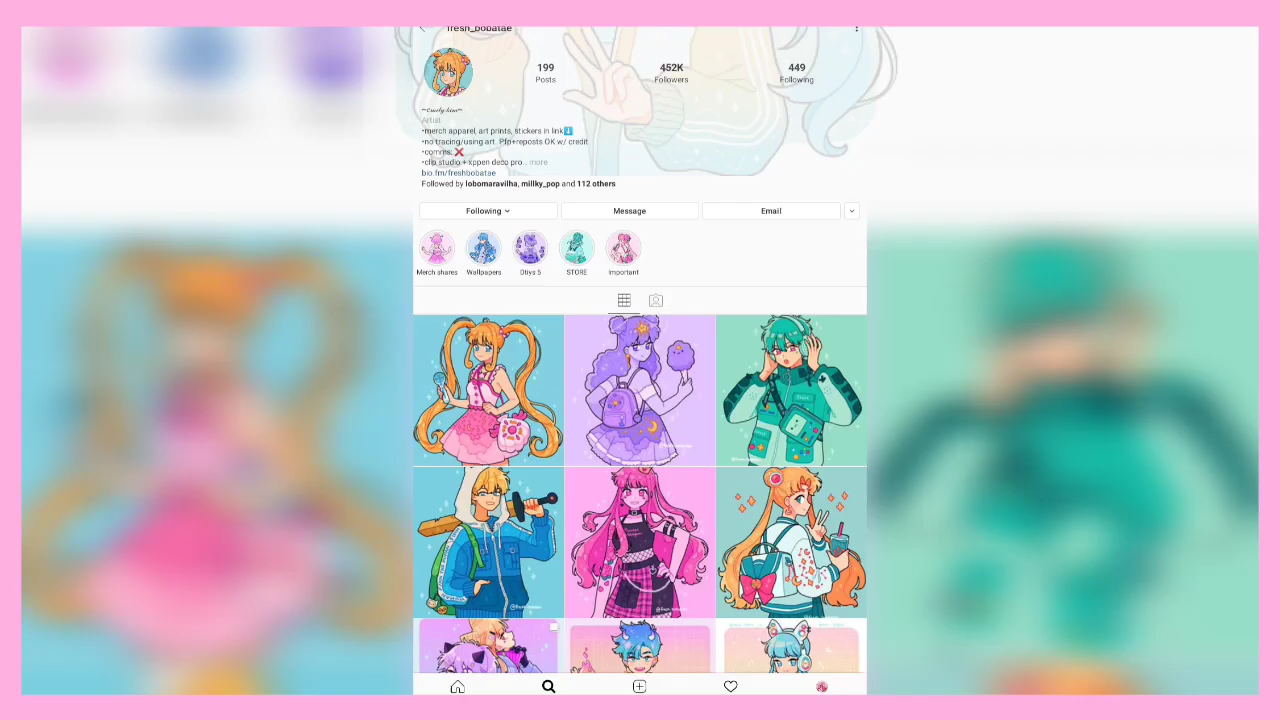 fresh_bobatae
199
Posts
452K
Followers
449
Following
Artist
•merch apparel, art prints, stickers in link⬇️
•no tracing/using art. Pfp+reposts OK w/ credit
•comms: ❌
•clip studio + xppen deco pro... more
bio.fm/freshbobatae
Followed by lobomaravilha, millky_pop and 112 others
Following
Message
Email
Merch shares
Wallpapers
Dtiys 5
STORE
Important